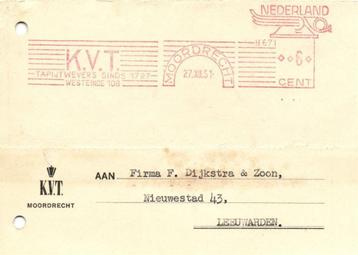 NEDERLAND
H 671
K.V.T.
TAPIJTWEVERS SINDS 1797
WESTEINDE 108
MOORDRECHT
27.XII.51
6
CENT
K.V.T.
MOORDRECHT
AAN Firma F. Dijkstra & Zoon,
Nieuwestad 43,
LEEUWARDEN.